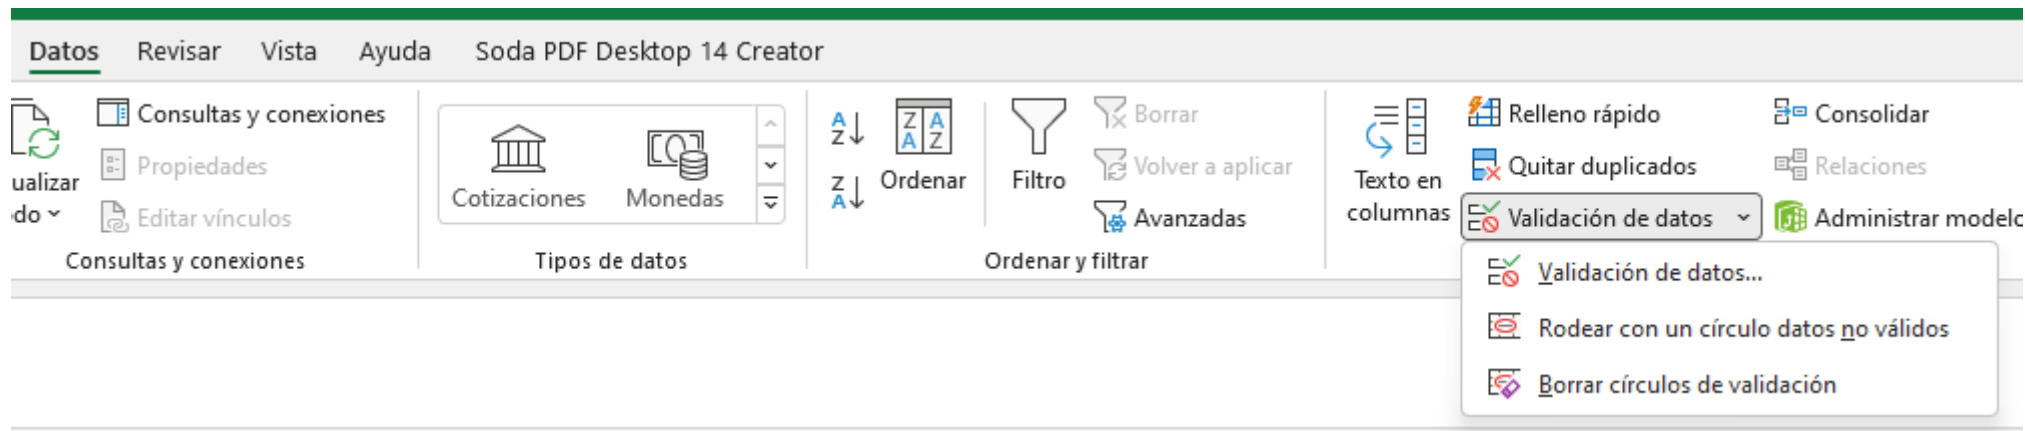 Datos Revisar Vista Ayuda Soda PDF Desktop 14 Creator
Consultas y conexiones
Propiedades
Editar vínculos
Consultas y conexiones
Cotizaciones
Monedas
Tipos de datos
Ordenar
Filtro
Borrar
Volver a aplicar
Avanzadas
Ordenar y filtrar
Texto en
columnas
Relleno rápido
Quitar duplicados
Validación de datos
Consolidar
Relaciones
Administrar modelo
Validación de datos...
Rodear con un círculo datos no válidos
Borrar círculos de validación